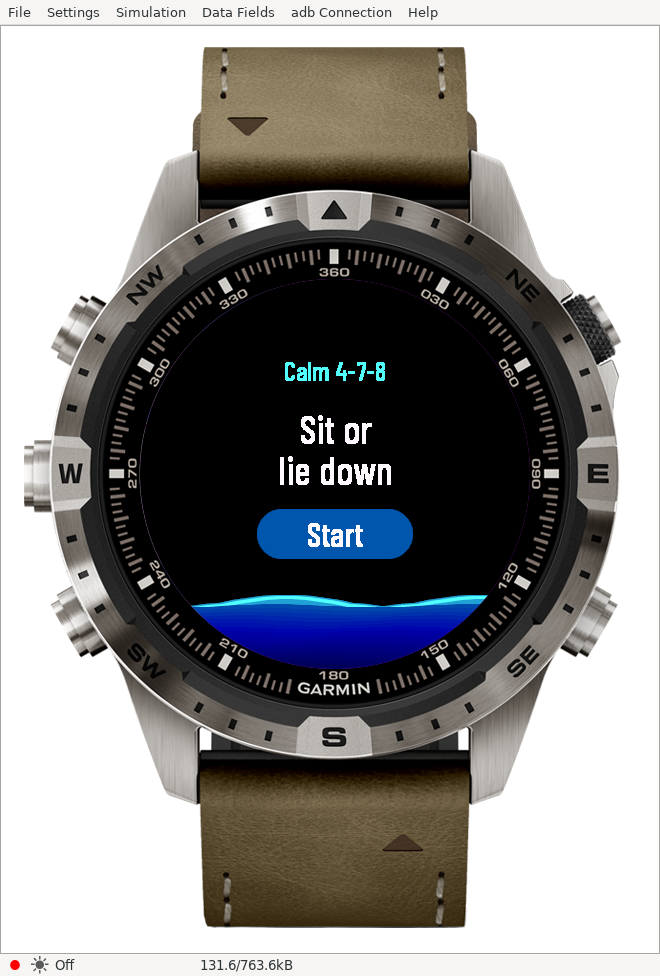 File Settings Simulation Data Fields adb Connection Help
360
330 030
NW NE
300 060
Calm 4-7-8
Sit or
lie down
W 270 090 E
Start
240 120
210 150
SW SE
180
GARMIN
S
Off 131.6/763.6kB